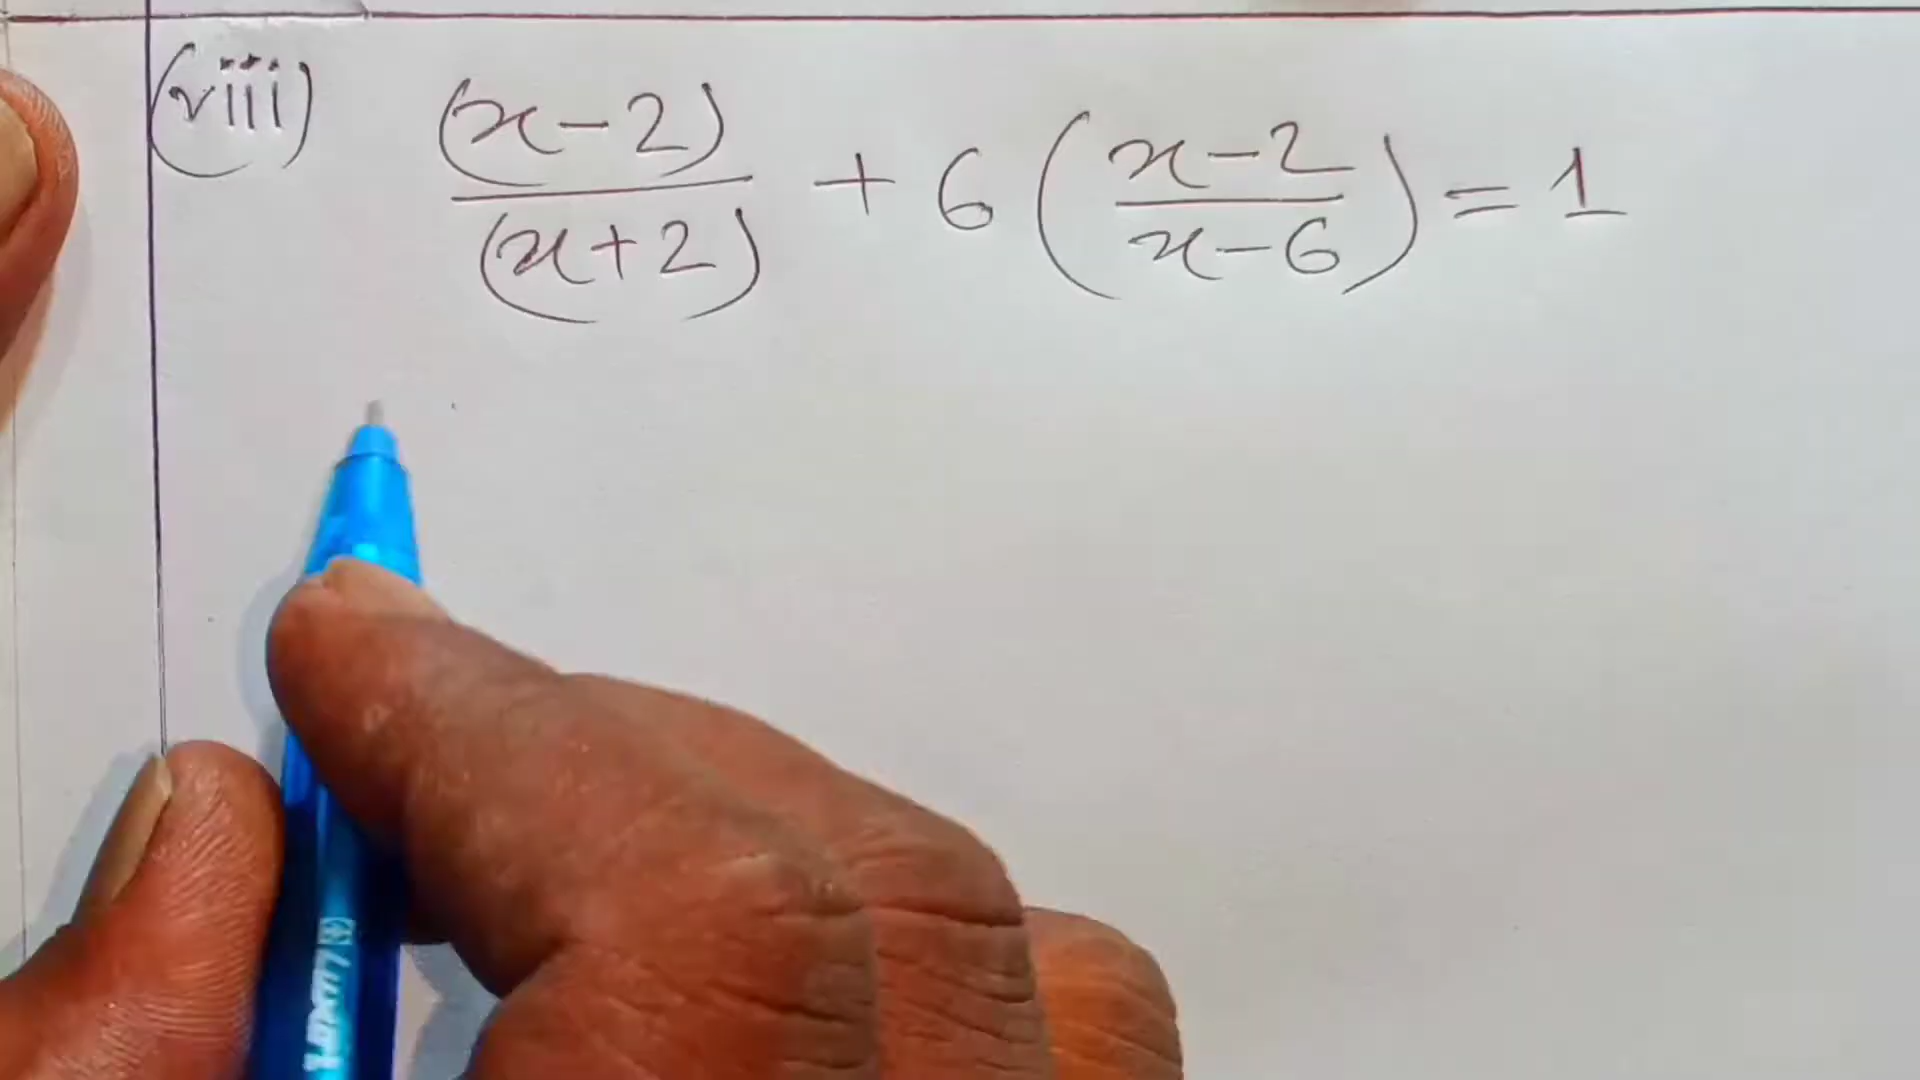 (viii) (x-2)/(x+2) + 6 (x-2/x-6) = 1